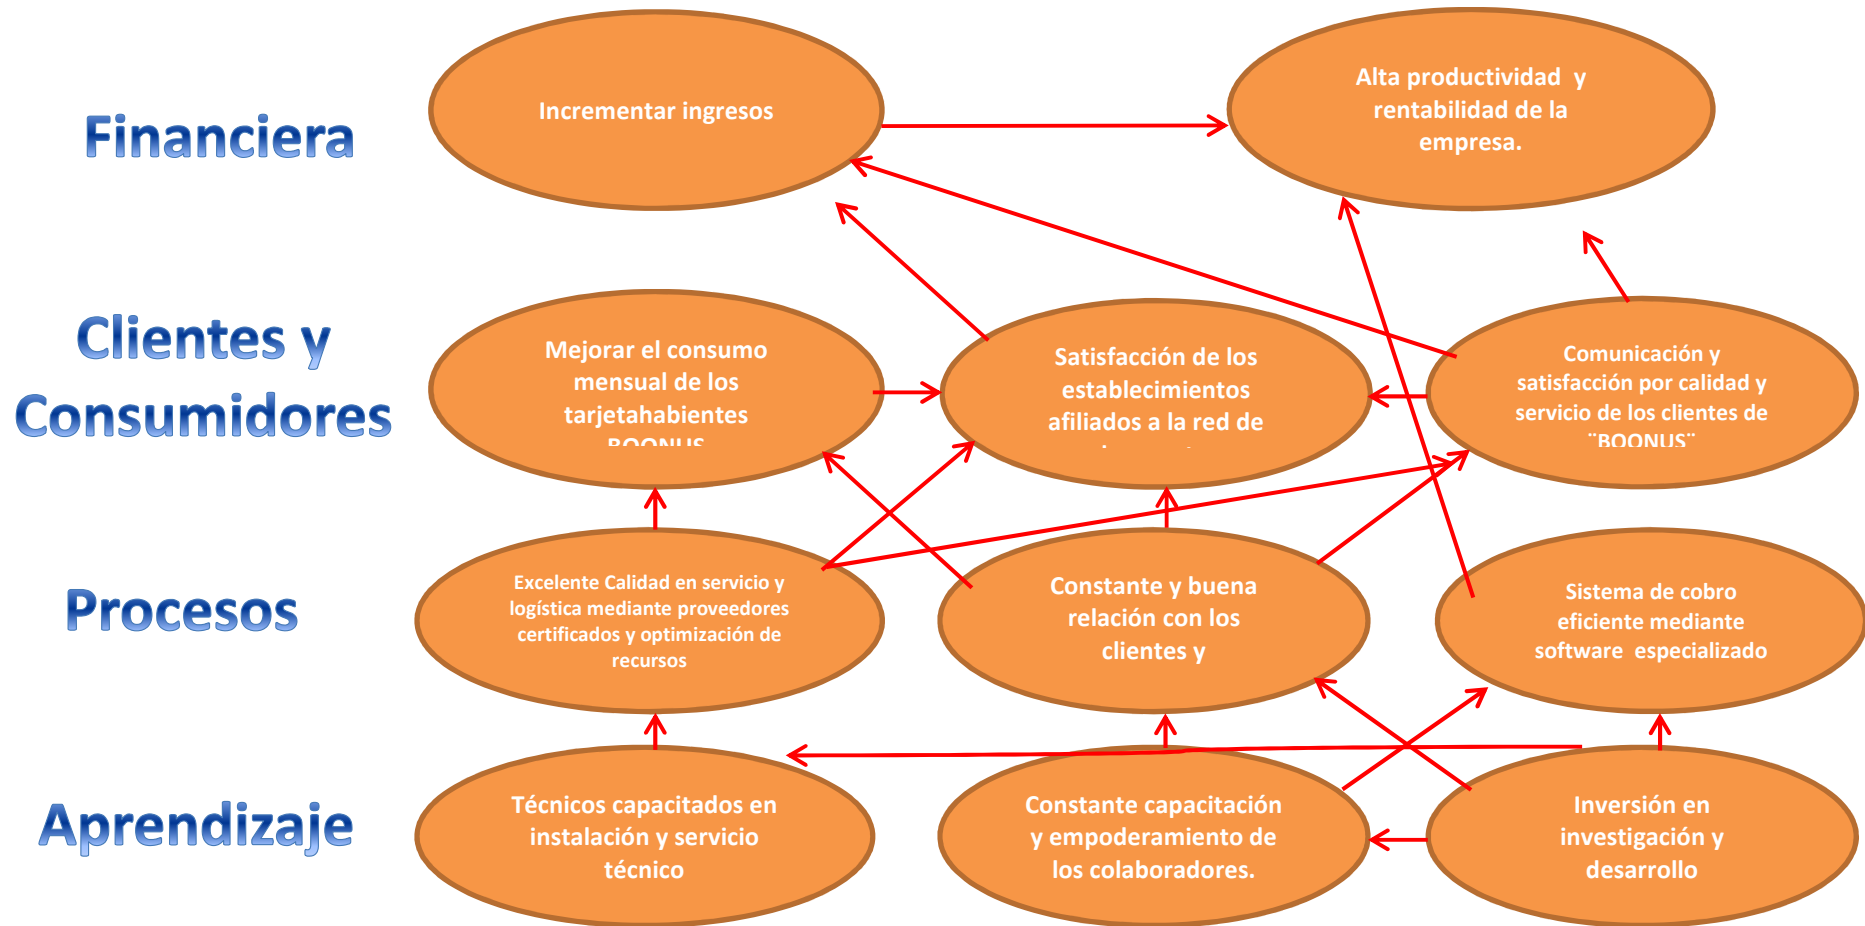 Financiera
Incrementar ingresos
Alta productividad y
rentabilidad de la
empresa.
Clientes y
Consumidores
Mejorar el consumo
mensual de los
tarjetahabientes
BOONUS
Satisfacción de los
establecimientos
afiliados a la red de
Comunicación y
satisfacción por calidad y
servicio de los clientes de
¨BOONUS¨
Procesos
Excelente Calidad en servicio y
logística mediante proveedores
certificados y optimización de
recursos
Constante y buena
relación con los
clientes y
Sistema de cobro
eficiente mediante
software especializado
Aprendizaje
Técnicos capacitados en
instalación y servicio
técnico
Constante capacitación
y empoderamiento de
los colaboradores.
Inversión en
investigación y
desarrollo